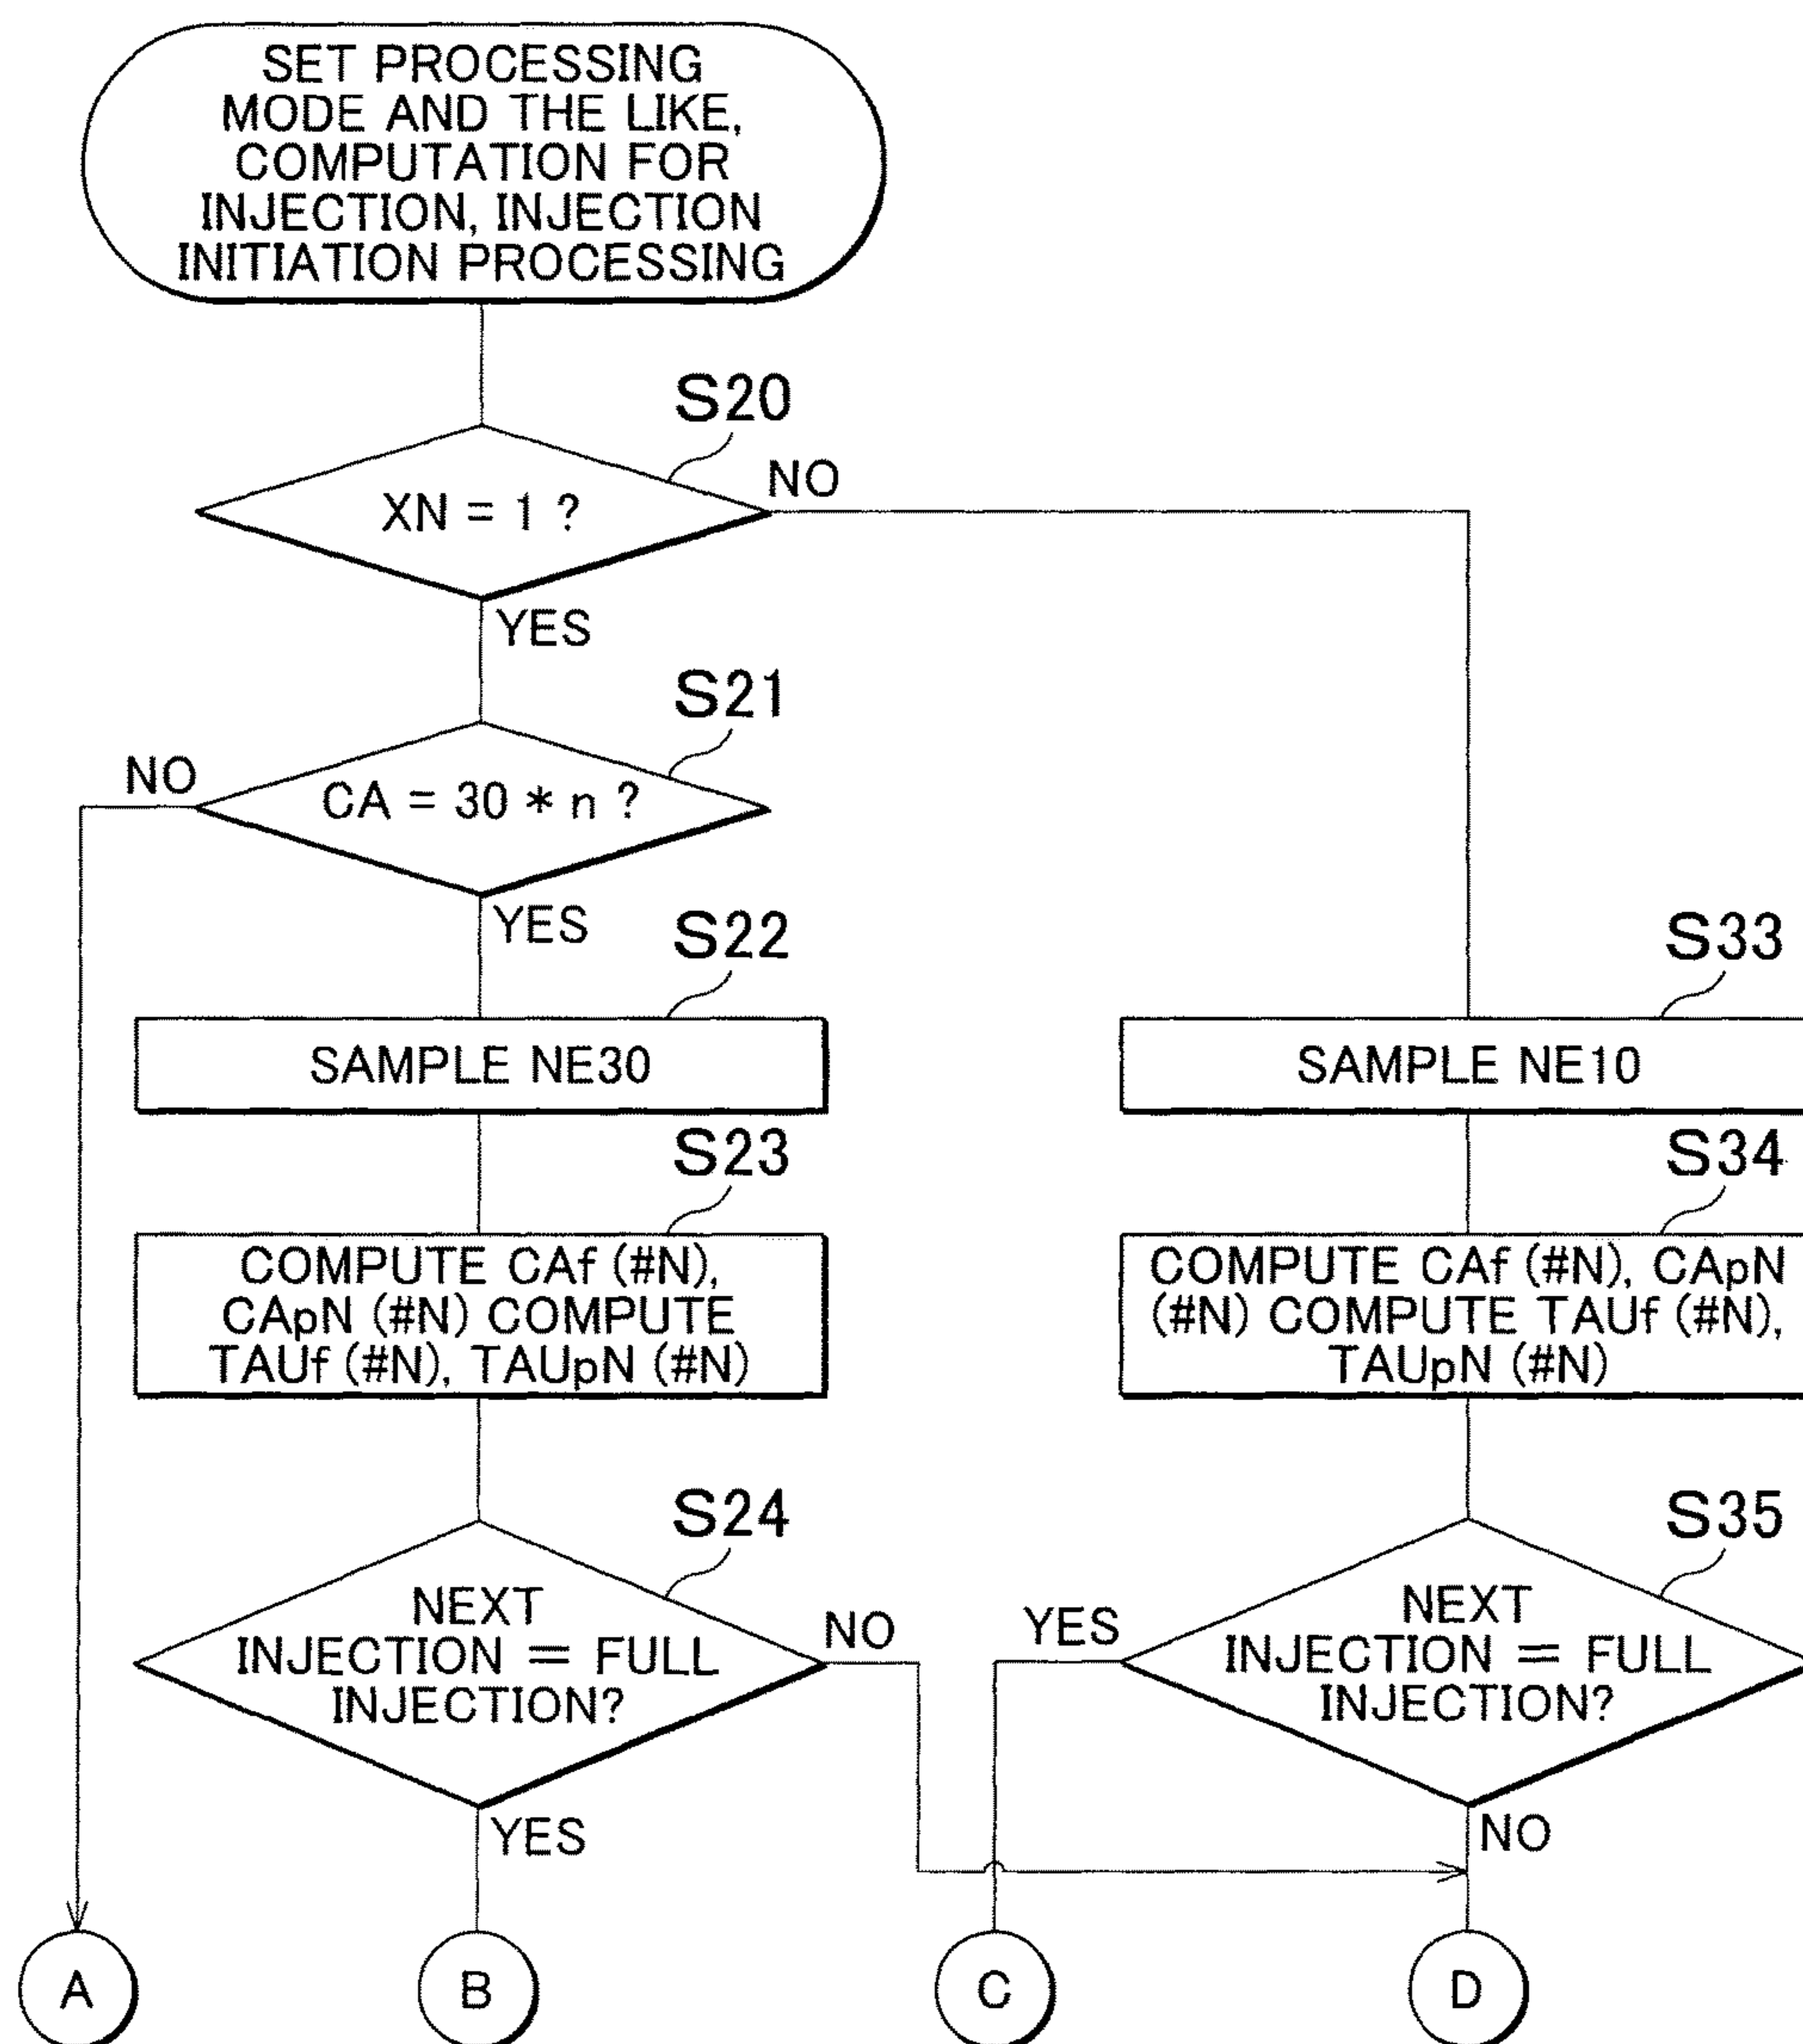 SET PROCESSING
MODE AND THE LIKE,
COMPUTATION FOR
INJECTION, INJECTION
INITIATION PROCESSING
S20
XN = 1 ?
NO
YES
S21
CA = 30 * n ?
NO
YES
S22
SAMPLE NE30
S33
SAMPLE NE10
S23
COMPUTE CAf (#N),
CApN (#N) COMPUTE
TAUf (#N), TAUpN (#N)
S34
COMPUTE CAf (#N), CApN
(#N) COMPUTE TAUf (#N),
TAUpN (#N)
S24
NEXT
INJECTION = FULL
INJECTION?
NO
YES
S35
NEXT
INJECTION = FULL
INJECTION?
YES
NO
A
B
C
D